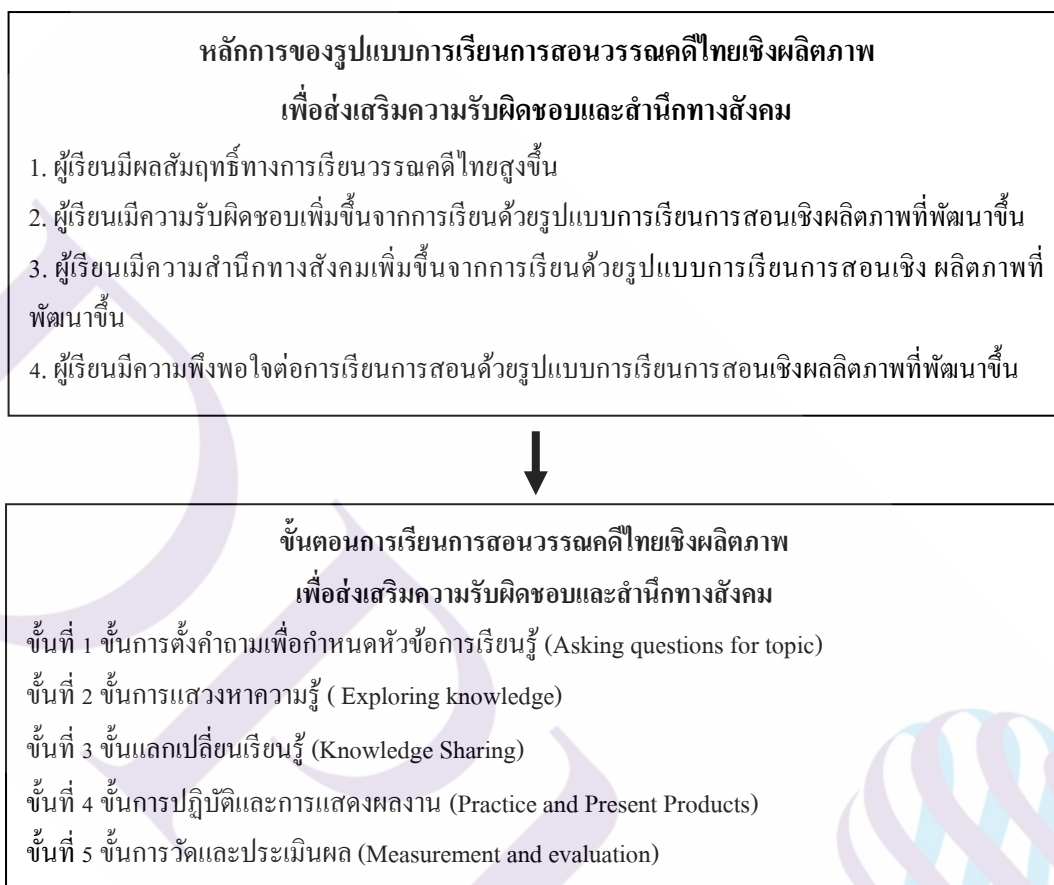 หลักการของรูปแบบการเรียนการสอนวรรณคดีไทยเชิงผลิตภาพ
เพื่อส่งเสริมความรับผิดชอบและสำนึกทางสังคม
1. ผู้เรียนมีผลสัมฤทธิ์ทางการเรียนวรรณคดีไทยสูงขึ้น
2. ผู้เรียนเมีความรับผิดชอบเพิ่มขึ้นจากการเรียนด้วยรูปแบบการเรียนการสอนเชิงผลิตภาพที่พัฒนาขึ้น
3. ผู้เรียนเมีความสำนึกทางสังคมเพิ่มขึ้นจากการเรียนด้วยรูปแบบการเรียนการสอนเชิง ผลิตภาพที่
พัฒนาขึ้น
4. ผู้เรียนมีความพึงพอใจต่อการเรียนการสอนด้วยรูปแบบการเรียนการสอนเชิงผลลิตภาพที่พัฒนาขึ้น
ขั้นตอนการเรียนการสอนวรรณคดีไทยเชิงผลิตภาพ
เพื่อส่งเสริมความรับผิดชอบและสำนึกทางสังคม
ขั้นที่ 1 ขั้นการตั้งคำถามเพื่อกำหนดหัวข้อการเรียนรู้ (Asking questions for topic)
ขั้นที่ 2 ขั้นการแสวงหาความรู้ ( Exploring knowledge)
ขั้นที่ 3 ขั้นแลกเปลี่ยนเรียนรู้ (Knowledge Sharing)
ขั้นที่ 4 ขั้นการปฏิบัติและการแสดงผลงาน (Practice and Present Products)
ขั้นที่ 5 ขั้นการวัดและประเมินผล (Measurement and evaluation)